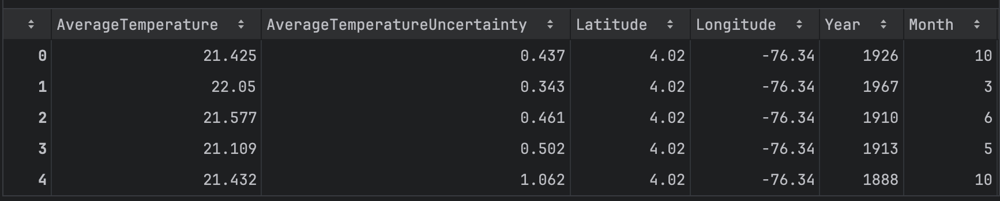 AverageTemperature AverageTemperatureUncertainty Latitude Longitude Year Month
0 21.425 0.437 4.02 -76.34 1926 10
1 22.05 0.343 4.02 -76.34 1967 3
2 21.577 0.461 4.02 -76.34 1910 6
3 21.109 0.502 4.02 -76.34 1913 5
4 21.432 1.062 4.02 -76.34 1888 10